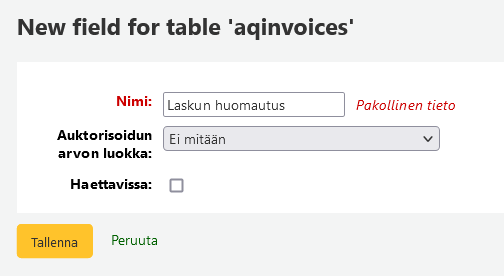 New field for table 'aqinvoices'
Nimi: Laskun huomautus Pakollinen tieto
Auktorisoidun arvon luokka: Ei mitään
Haettavissa:
Tallenna Peruuta